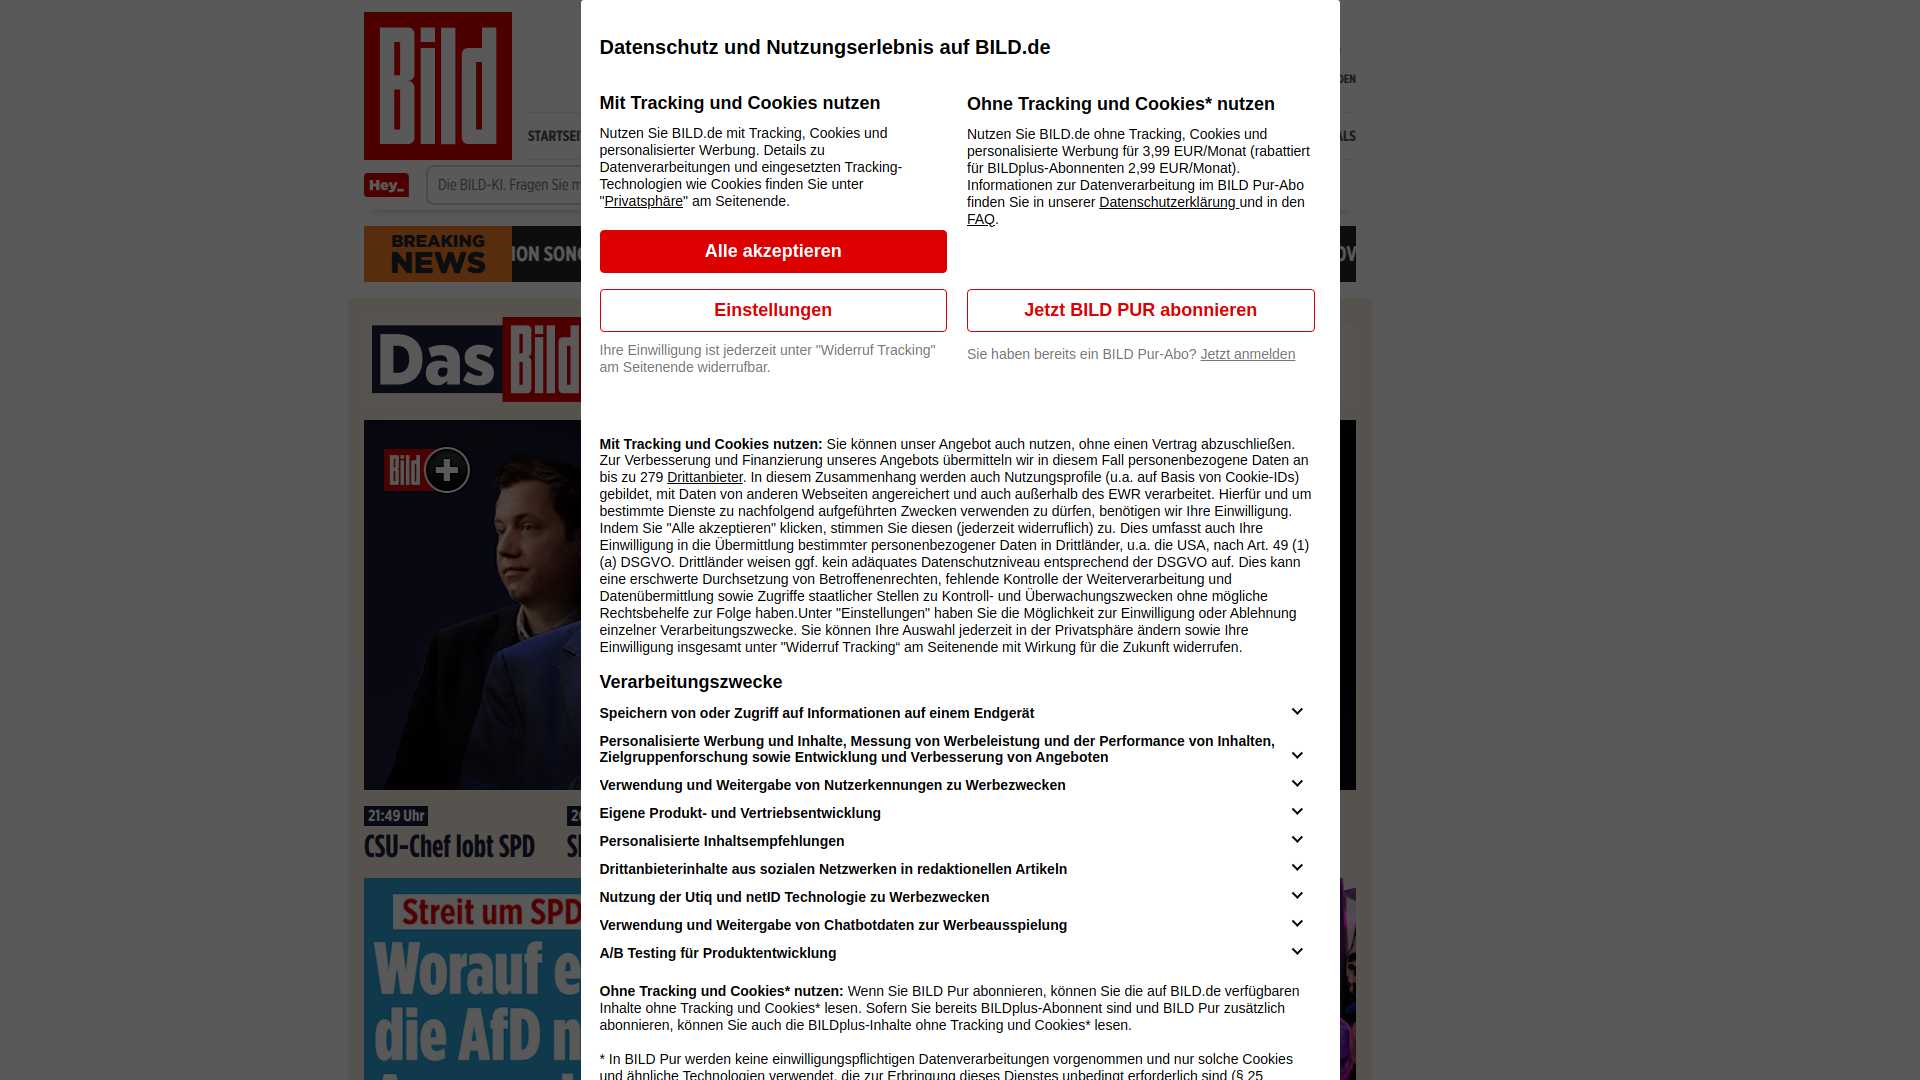 Bild
STARTSEI
Hey_
Die BILD-KI. Fragen Sie m
BREAKING
NEWS
ION SONG
DEN
ALS
OV
Das Bild
Bild +
21:49 Uhr
CSU-Chef lobt SPD
Streit um SPD
Worauf e
die AfD n
Datenschutz und Nutzungserlebnis auf BILD.de
Mit Tracking und Cookies nutzen
Nutzen Sie BILD.de mit Tracking, Cookies und
personalisierter Werbung. Details zu
Datenverarbeitungen und eingesetzten Tracking-
Technologien wie Cookies finden Sie unter
"Privatsphäre" am Seitenende.
Alle akzeptieren
Einstellungen
Ihre Einwilligung ist jederzeit unter "Widerruf Tracking"
am Seitenende widerrufbar.
Ohne Tracking und Cookies* nutzen
Nutzen Sie BILD.de ohne Tracking, Cookies und
personalisierte Werbung für 3,99 EUR/Monat (rabattiert
für BILDplus-Abonnenten 2,99 EUR/Monat).
Informationen zur Datenverarbeitung im BILD Pur-Abo
finden Sie in unserer Datenschutzerklärung und in den
FAQ.
Jetzt BILD PUR abonnieren
Sie haben bereits ein BILD Pur-Abo? Jetzt anmelden
Mit Tracking und Cookies nutzen: Sie können unser Angebot auch nutzen, ohne einen Vertrag abzuschließen.
Zur Verbesserung und Finanzierung unseres Angebots übermitteln wir in diesem Fall personenbezogene Daten an
bis zu 279 Drittanbieter. In diesem Zusammenhang werden auch Nutzungsprofile (u.a. auf Basis von Cookie-IDs)
gebildet, mit Daten von anderen Webseiten angereichert und auch außerhalb des EWR verarbeitet. Hierfür und um
bestimmte Dienste zu nachfolgend aufgeführten Zwecken verwenden zu dürfen, benötigen wir Ihre Einwilligung.
Indem Sie "Alle akzeptieren” klicken, stimmen Sie diesen (jederzeit widerruflich) zu. Dies umfasst auch Ihre
Einwilligung in die Übermittlung bestimmter personenbezogener Daten in Drittländer, u.a. die USA, nach Art. 49 (1)
(a) DSGVO. Drittländer weisen ggf. kein adäquates Datenschutzniveau entsprechend der DSGVO auf. Dies kann
eine erschwerte Durchsetzung von Betroffenenrechten, fehlende Kontrolle der Weiterverarbeitung und
Datenübermittlung sowie Zugriffe staatlicher Stellen zu Kontroll- und Überwachungszwecken ohne mögliche
Rechtsbehelfe zur Folge haben.Unter "Einstellungen" haben Sie die Möglichkeit zur Einwilligung oder Ablehnung
einzelner Verarbeitungszwecke. Sie können Ihre Auswahl jederzeit in der Privatsphäre ändern sowie Ihre
Einwilligung insgesamt unter "Widerruf Tracking“ am Seitenende mit Wirkung für die Zukunft widerrufen.
Verarbeitungszwecke
Speichern von oder Zugriff auf Informationen auf einem Endgerät
Personalisierte Werbung und Inhalte, Messung von Werbeleistung und der Performance von Inhalten,
Zielgruppenforschung sowie Entwicklung und Verbesserung von Angeboten
Verwendung und Weitergabe von Nutzerkennungen zu Werbezwecken
Eigene Produkt- und Vertriebsentwicklung
Personalisierte Inhaltsempfehlungen
Drittanbieterinhalte aus sozialen Netzwerken in redaktionellen Artikeln
Nutzung der Utiq und netID Technologie zu Werbezwecken
Verwendung und Weitergabe von Chatbotdaten zur Werbeausspielung
A/B Testing für Produktentwicklung
Ohne Tracking und Cookies* nutzen: Wenn Sie BILD Pur abonnieren, können Sie die auf BILD.de verfügbaren
Inhalte ohne Tracking und Cookies* lesen. Sofern Sie bereits BILDplus-Abonnent sind und BILD Pur zusätzlich
abonnieren, können Sie auch die BILDplus-Inhalte ohne Tracking und Cookies* lesen.
* In BILD Pur werden keine einwilligungspflichtigen Datenverarbeitungen vorgenommen und nur solche Cookies
und ähnliche Technologien verwendet, die zur Erbringung dieses Dienstes unbedingt erforderlich sind (§ 25